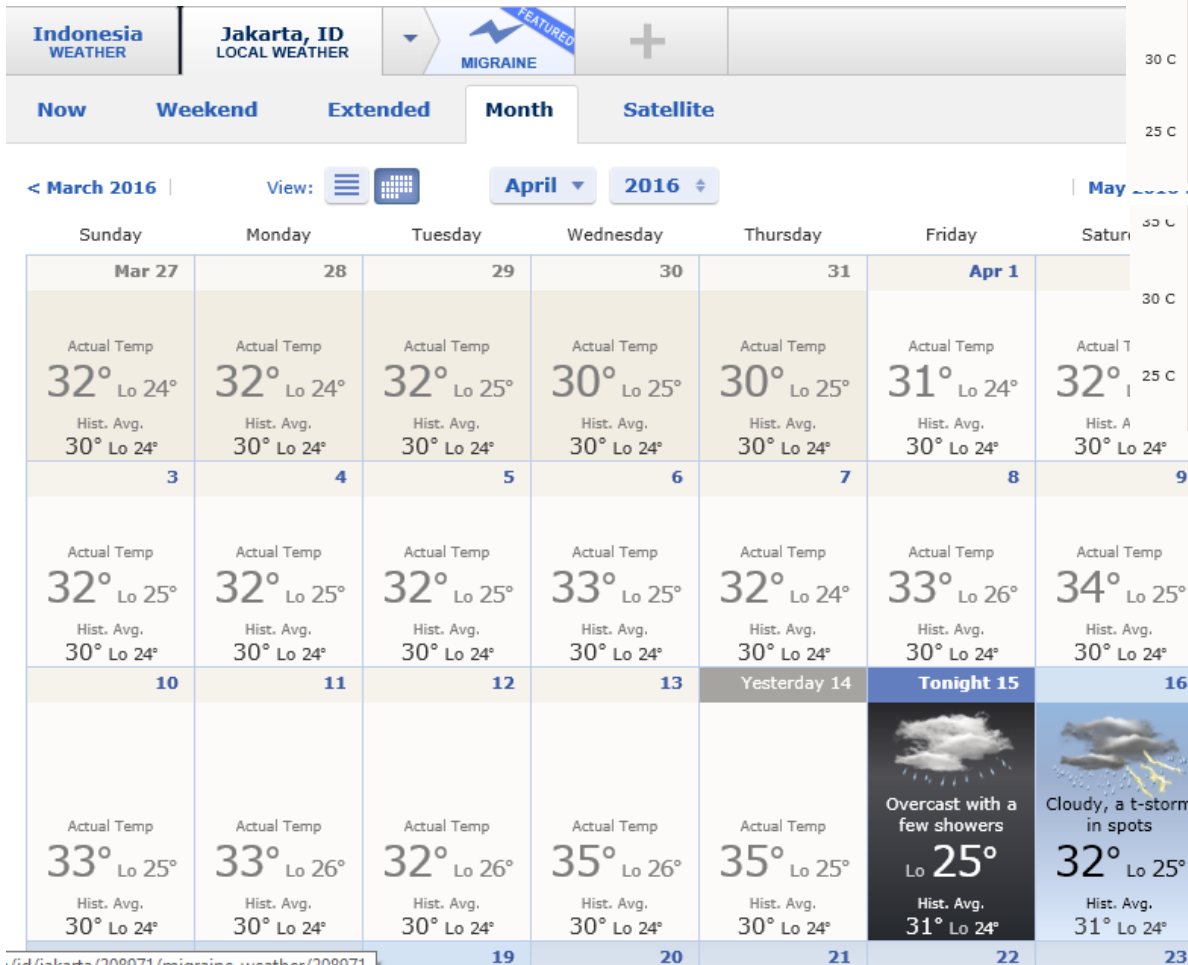 Indonesia
WEATHER
Jakarta, ID
LOCAL WEATHER
MIGRAINE
FEATURED
30 C
Now Weekend Extended Month Satellite
25 C
< March 2016 View: April 2016 May
Sunday Monday Tuesday Wednesday Thursday Friday
Mar 27 28 29 30 31 Apr 1
30 C
Actual Temp Actual Temp Actual Temp Actual Temp Actual Temp Actual Temp Actual
32° Lo 24° 32° Lo 24° 32° Lo 25° 30° Lo 25° 30° Lo 25° 31° Lo 24° 32° 25 C
Hist. Avg. Hist. Avg. Hist. Avg. Hist. Avg. Hist. Avg. Hist. Avg. Hist.
30° Lo 24° 30° Lo 24° 30° Lo 24° 30° Lo 24° 30° Lo 24° 30° Lo 24° 30° Lo 24°
3 4 5 6 7 8 9
Actual Temp Actual Temp Actual Temp Actual Temp Actual Temp Actual Temp Actual Temp
32° Lo 25° 32° Lo 25° 32° Lo 25° 33° Lo 25° 32° Lo 24° 33° Lo 26° 34° Lo 25°
Hist. Avg. Hist. Avg. Hist. Avg. Hist. Avg. Hist. Avg. Hist. Avg. Hist. Avg.
30° Lo 24° 30° Lo 24° 30° Lo 24° 30° Lo 24° 30° Lo 24° 30° Lo 24° 30° Lo 24°
10 11 12 13 Yesterday 14 Tonight 15 16
Overcast with a Cloudy, a t-storm
few showers in spots
Actual Temp Actual Temp Actual Temp Actual Temp Actual Temp
33° Lo 25° 33° Lo 26° 32° Lo 26° 35° Lo 26° 35° Lo 25° Lo 25° 32° Lo 25°
Hist. Avg. Hist. Avg. Hist. Avg. Hist. Avg. Hist. Avg. Hist. Avg. Hist. Avg.
30° Lo 24° 30° Lo 24° 30° Lo 24° 30° Lo 24° 30° Lo 24° 31° Lo 24° 31° Lo 24°
19 20 21 22 23